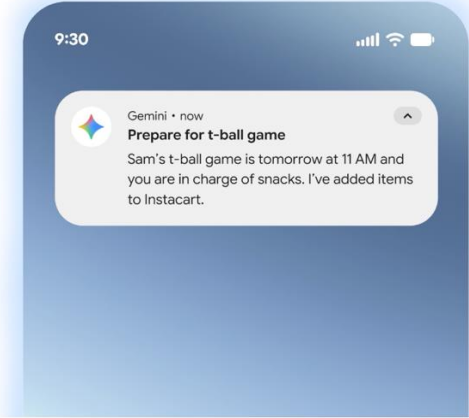 9:30
Gemini • now
Prepare for t-ball game
Sam's t-ball game is tomorrow at 11 AM and
you are in charge of snacks. I've added items
to Instacart.